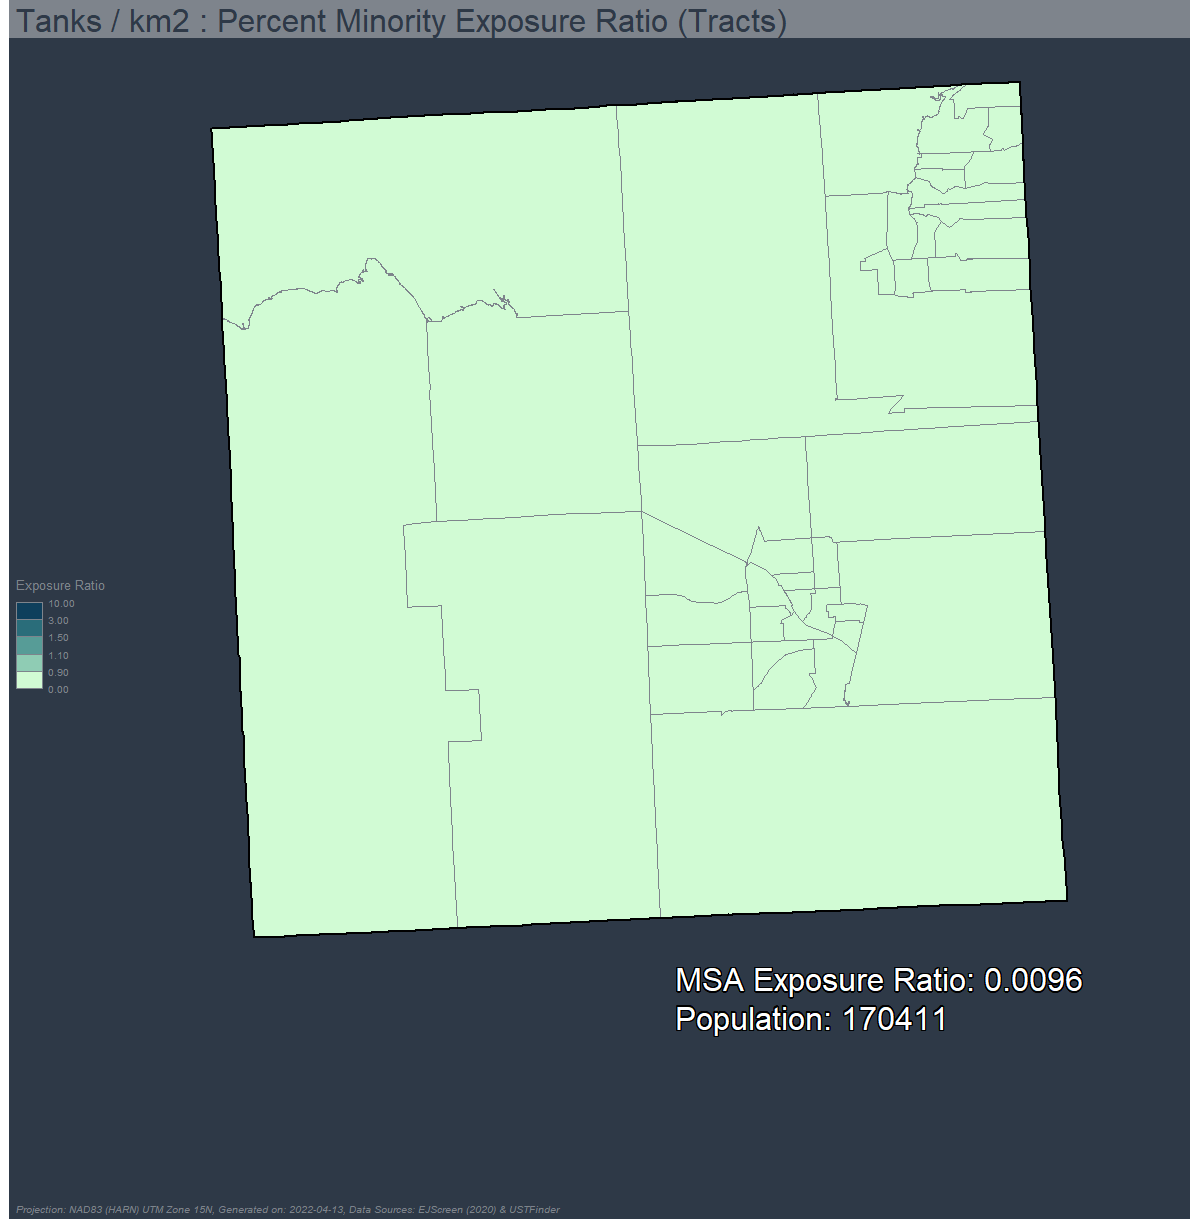 Tanks / km2 : Percent Minority Exposure Ratio (Tracts)
Exposure Ratio
10.00
3.00
1.50
1.10
0.90
0.00
MSA Exposure Ratio: 0.0096
Population: 170411
Projection: NAD83 (HARN) UTM Zone 15N, Generated on: 2022-04-13, Data Sources: EJScreen (2020) & USTFinder